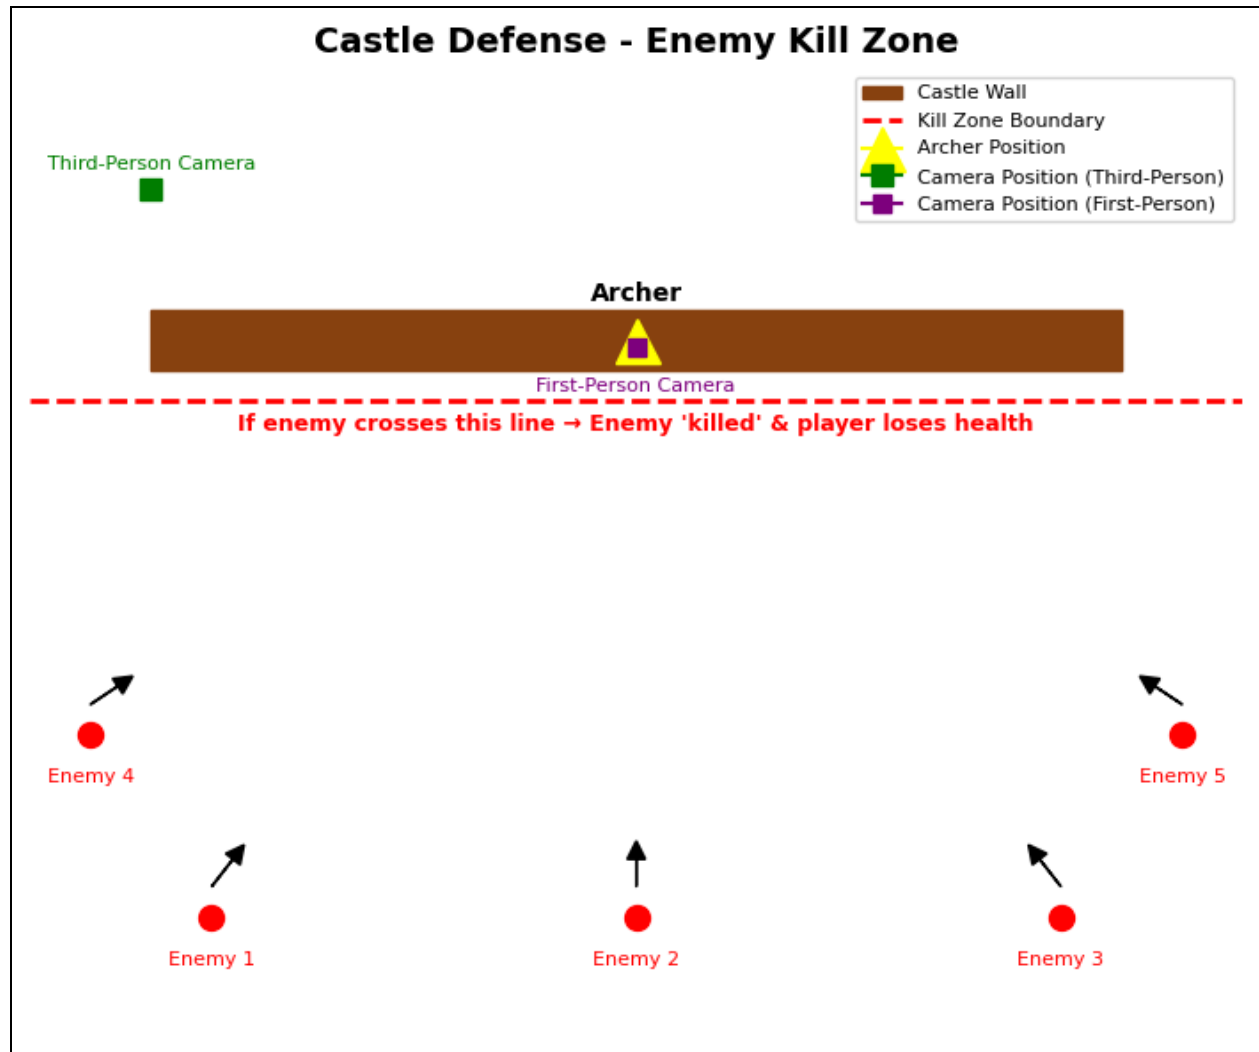 Castle Defense - Enemy Kill Zone
Castle Wall
Kill Zone Boundary
Archer Position
Camera Position (Third-Person)
Camera Position (First-Person)
Third-Person Camera
Archer
First-Person Camera
If enemy crosses this line → Enemy 'killed' & player loses health
Enemy 4
Enemy 5
Enemy 1
Enemy 2
Enemy 3